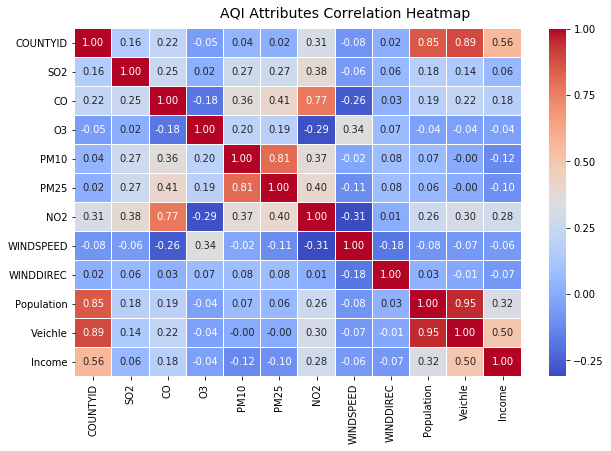 AQI Attributes Correlation Heatmap
COUNTYID 1.00 0.16 0.22 -0.05 0.04 0.02 0.31 -0.08 0.02 0.85 0.89 0.56
SO2 0.16 1.00 0.25 0.02 0.27 0.27 0.38 -0.06 0.06 0.18 0.14 0.06
CO 0.22 0.25 1.00 -0.18 0.36 0.41 0.77 -0.26 0.03 0.19 0.22 0.18
O3 -0.05 0.02 -0.18 1.00 0.20 0.19 -0.29 0.34 0.07 -0.04 -0.04 -0.04
PM10 0.04 0.27 0.36 0.20 1.00 0.81 0.37 -0.02 0.08 0.07 -0.00 -0.12
PM25 0.02 0.27 0.41 0.19 0.81 1.00 0.40 -0.11 0.08 0.06 -0.00 -0.10
NO2 0.31 0.38 0.77 -0.29 0.37 0.40 1.00 -0.31 0.01 0.26 0.30 0.28
WINDSPEED -0.08 -0.06 -0.26 0.34 -0.02 -0.11 -0.31 1.00 -0.18 -0.08 -0.07 -0.06
WINDDIREC 0.02 0.06 0.03 0.07 0.08 0.08 0.01 -0.18 1.00 0.03 -0.01 -0.07
Population 0.85 0.18 0.19 -0.04 0.07 0.06 0.26 -0.08 0.03 1.00 0.95 0.32
Veichle 0.89 0.14 0.22 -0.04 -0.00 -0.00 0.30 -0.07 -0.01 0.95 1.00 0.50
Income 0.56 0.06 0.18 -0.04 -0.12 -0.10 0.28 -0.06 -0.07 0.32 0.50 1.00
COUNTYID SO2 CO O3 PM10 PM25 NO2 WINDSPEED WINDDIREC Population Veichle Income
1.00
0.75
0.50
0.25
0.00
−0.25